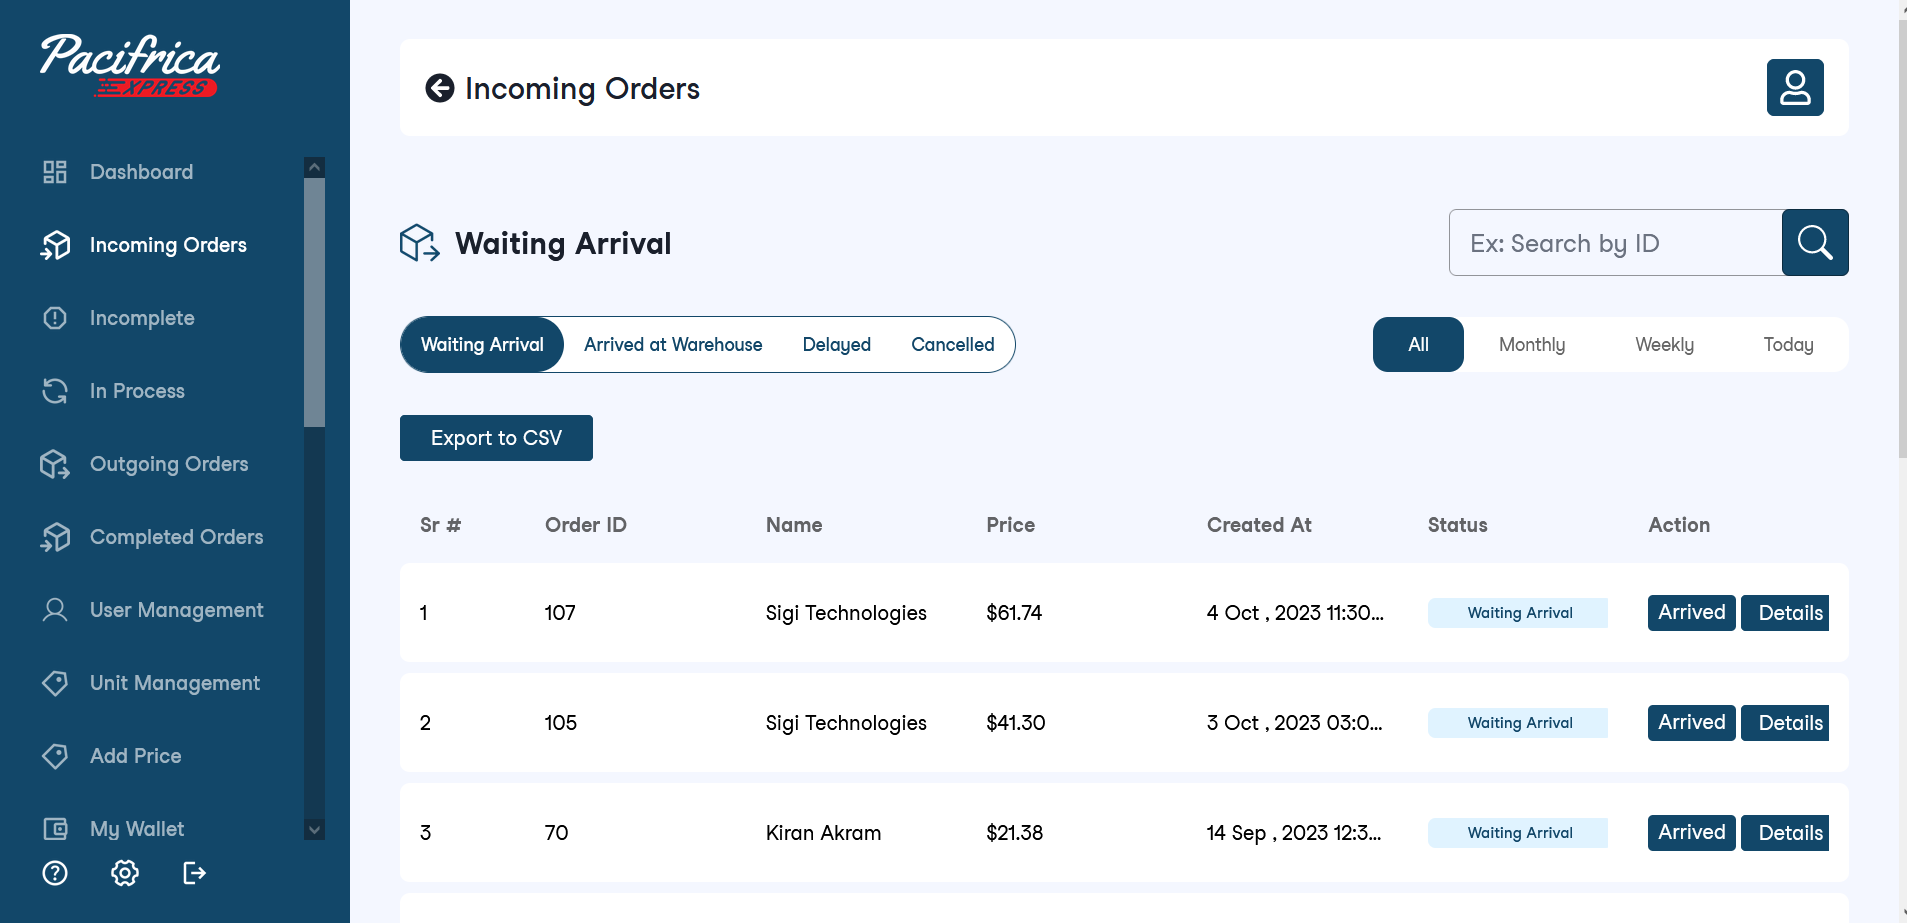 Pacifrica
XPRESS
Dashboard
Incoming Orders
Incomplete
In Process
Outgoing Orders
Completed Orders
User Management
Unit Management
Add Price
My Wallet
Incoming Orders
Waiting Arrival
Ex: Search by ID
Waiting Arrival Arrived at Warehouse Delayed Cancelled
All Monthly Weekly Today
Export to CSV
Sr # Order ID Name Price Created At Status Action
1 107 Sigi Technologies $61.74 4 Oct , 2023 11:30... Waiting Arrival Arrived Details
2 105 Sigi Technologies $41.30 3 Oct , 2023 03:0... Waiting Arrival Arrived Details
3 70 Kiran Akram $21.38 14 Sep , 2023 12:3... Waiting Arrival Arrived Details